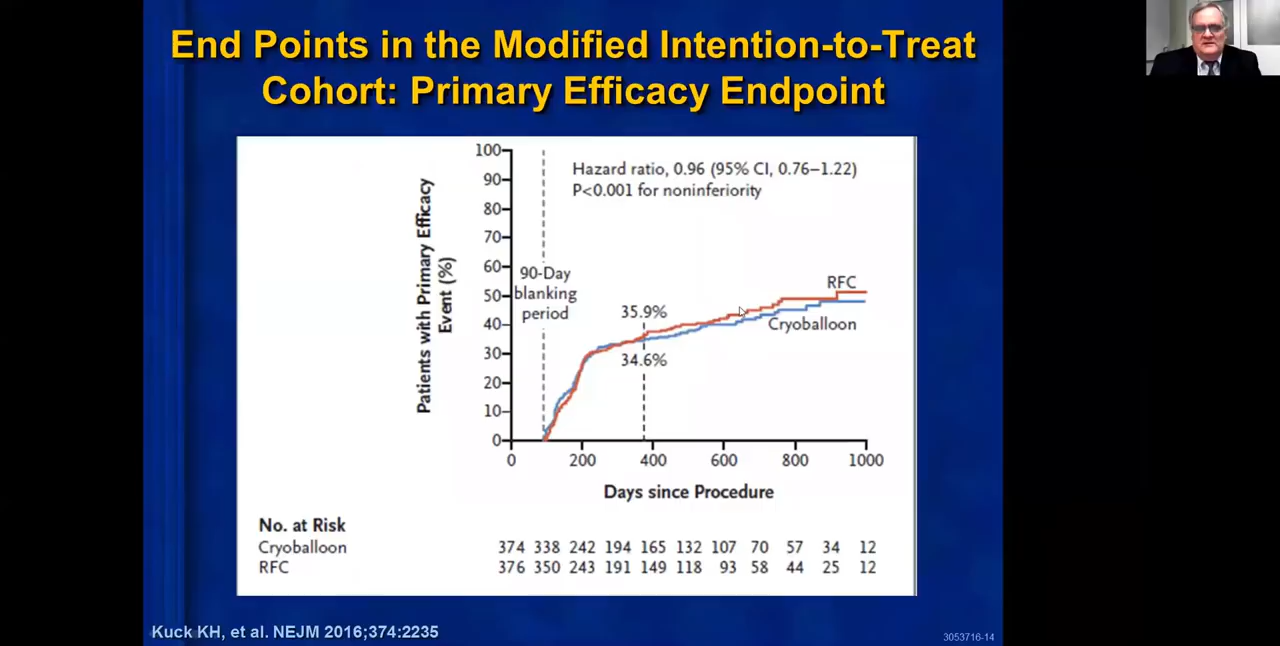 End Points in the Modified Intention-to-Treat
Cohort: Primary Efficacy Endpoint
Hazard ratio, 0.96 (95% CI, 0.76–1.22)
P<0.001 for noninferiority
Patients with Primary Efficacy
Event (%)
100
90
80
70
60
50
40
30
20
10
0
90-Day
blanking
period
35.9%
34.6%
RFC
Cryoballoon
0 200 400 600 800 1000
Days since Procedure
No. at Risk
Cryoballoon 374 338 242 194 165 132 107 70 57 34 12
RFC 376 350 243 191 149 118 93 58 44 25 12
Kuck KH, et al. NEJM 2016;374:2235
3053716-14